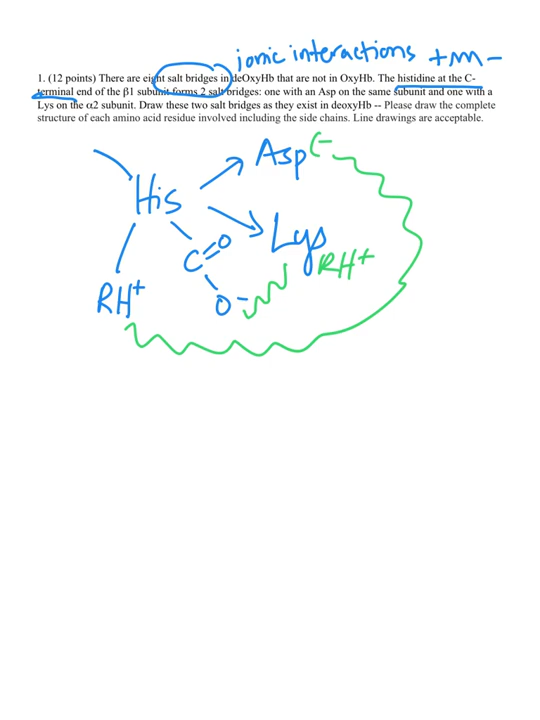 ionic interactions + in -
1. (12 points) There are eight salt bridges in deOxyHb that are not in OxyHb. The histidine at the C-
terminal end of the β1 subunit forms 2 salt bridges: one with an Asp on the same subunit and one with a
Lys on the α2 subunit. Draw these two salt bridges as they exist in deoxyHb -- Please draw the complete
structure of each amino acid residue involved including the side chains. Line drawings are acceptable.
Asp (-
His
Lys
C=O
RH+
RH+
O-